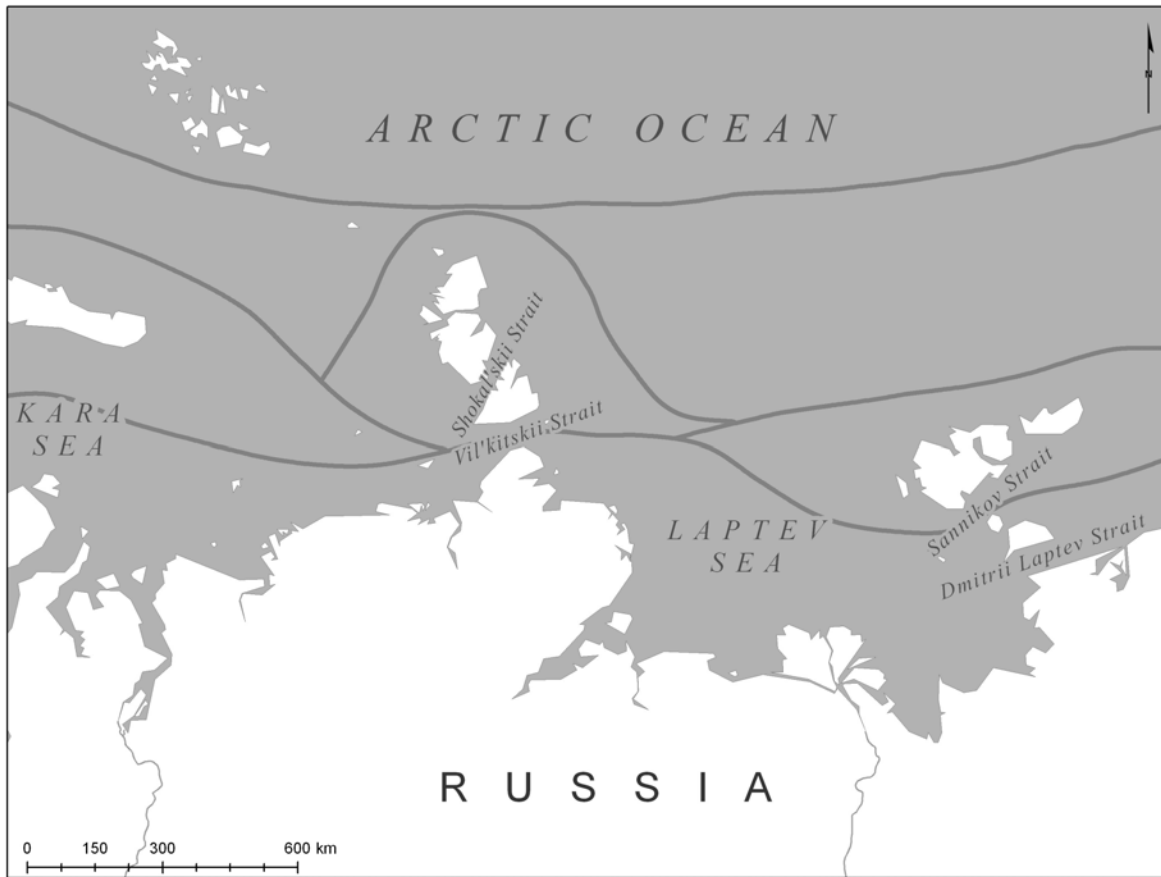 N
ARCTIC OCEAN
Shokal'skii Strait
KARA
SEA
Vil'kitskii Strait
LAPTEV
SEA
Sannikov Strait
Dmitrii Laptev Strait
RUSSIA
0 150 300 600 km